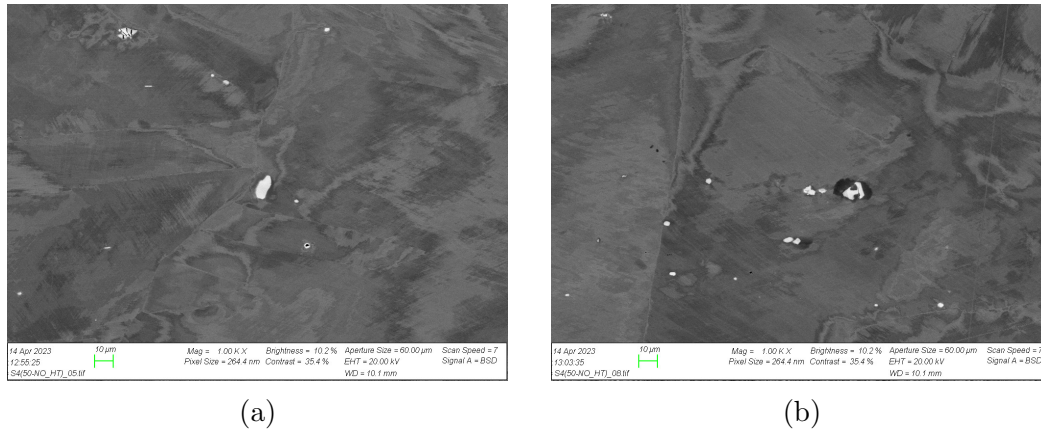 14 Apr 2023
12:55:25
S4(50-NO_HT)_05.tif
10 µm
Mag = 1.00 K X
Pixel Size = 264.4 nm
Brightness = 10.2 %
Contrast = 35.4 %
Aperture Size = 60.00 µm
EHT = 20.00 kV
WD = 10.1 mm
Scan Speed = 7
Signal A = BSD
(a)
14 Apr 2023
13:03:35
S4(50-NO_HT)_08.tif
10 µm
Mag = 1.00 K X
Pixel Size = 264.4 nm
Brightness = 10.2 %
Contrast = 35.4 %
Aperture Size = 60.00 µm
EHT = 20.00 kV
WD = 10.1 mm
Scan Speed = 7
Signal A = BSD
(b)